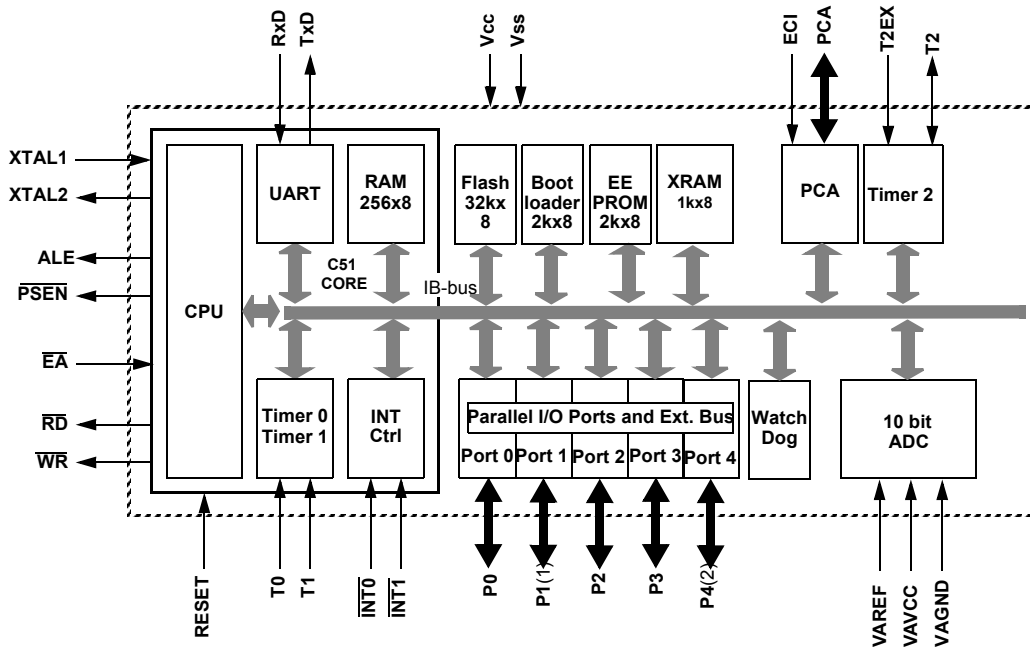 RxD
TxD
Vcc
Vss
ECI
PCA
T2EX
T2
XTAL1
XTAL2
ALE
PSEN
EA
RD
WR
CPU
UART
RAM
256x8
C51
CORE
IB-bus
Flash
32kx
8
Boot
loader
2kx8
EE
PROM
2kx8
XRAM
1kx8
PCA
Timer 2
Timer 0
Timer 1
INT
Ctrl
Parallel I/O Ports and Ext. Bus
Port 0
Port 1
Port 2
Port 3
Port 4
Watch
Dog
10 bit
ADC
RESET
T0
T1
INT0
INT1
P0
P1(1)
P2
P3
P4(2)
VAREF
VAVCC
VAGND